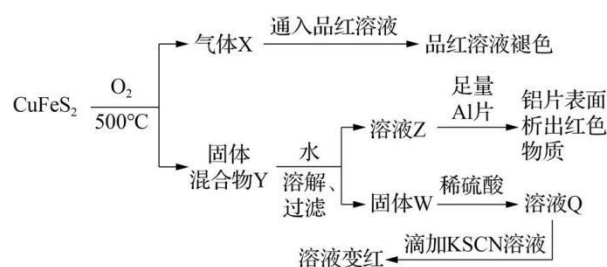 气体X
通入品红溶液
品红溶液褪色
CuFeS₂
O₂
500℃
固体
混合物Y
水
溶解、
过滤
溶液Z
足量
Al片
铝片表面
析出红色
物质
固体W
稀硫酸
溶液Q
滴加KSCN溶液
溶液变红